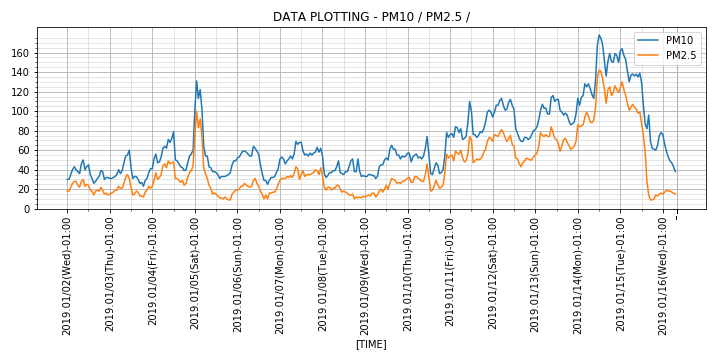 DATA PLOTTING - PM10 / PM2.5 /
PM10
PM2.5
160
140
120
100
80
60
40
20
0
2019.01/02(Wed)-01:00
2019.01/03(Thu)-01:00
2019.01/04(Fri)-01:00
2019.01/05(Sat)-01:00
2019.01/06(Sun)-01:00
2019.01/07(Mon)-01:00
2019.01/08(Tue)-01:00
2019.01/09(Wed)-01:00
2019.01/10(Thu)-01:00
2019.01/11(Fri)-01:00
2019.01/12(Sat)-01:00
2019.01/13(Sun)-01:00
2019.01/14(Mon)-01:00
2019.01/15(Tue)-01:00
2019.01/16(Wed)-01:00
-
[TIME]